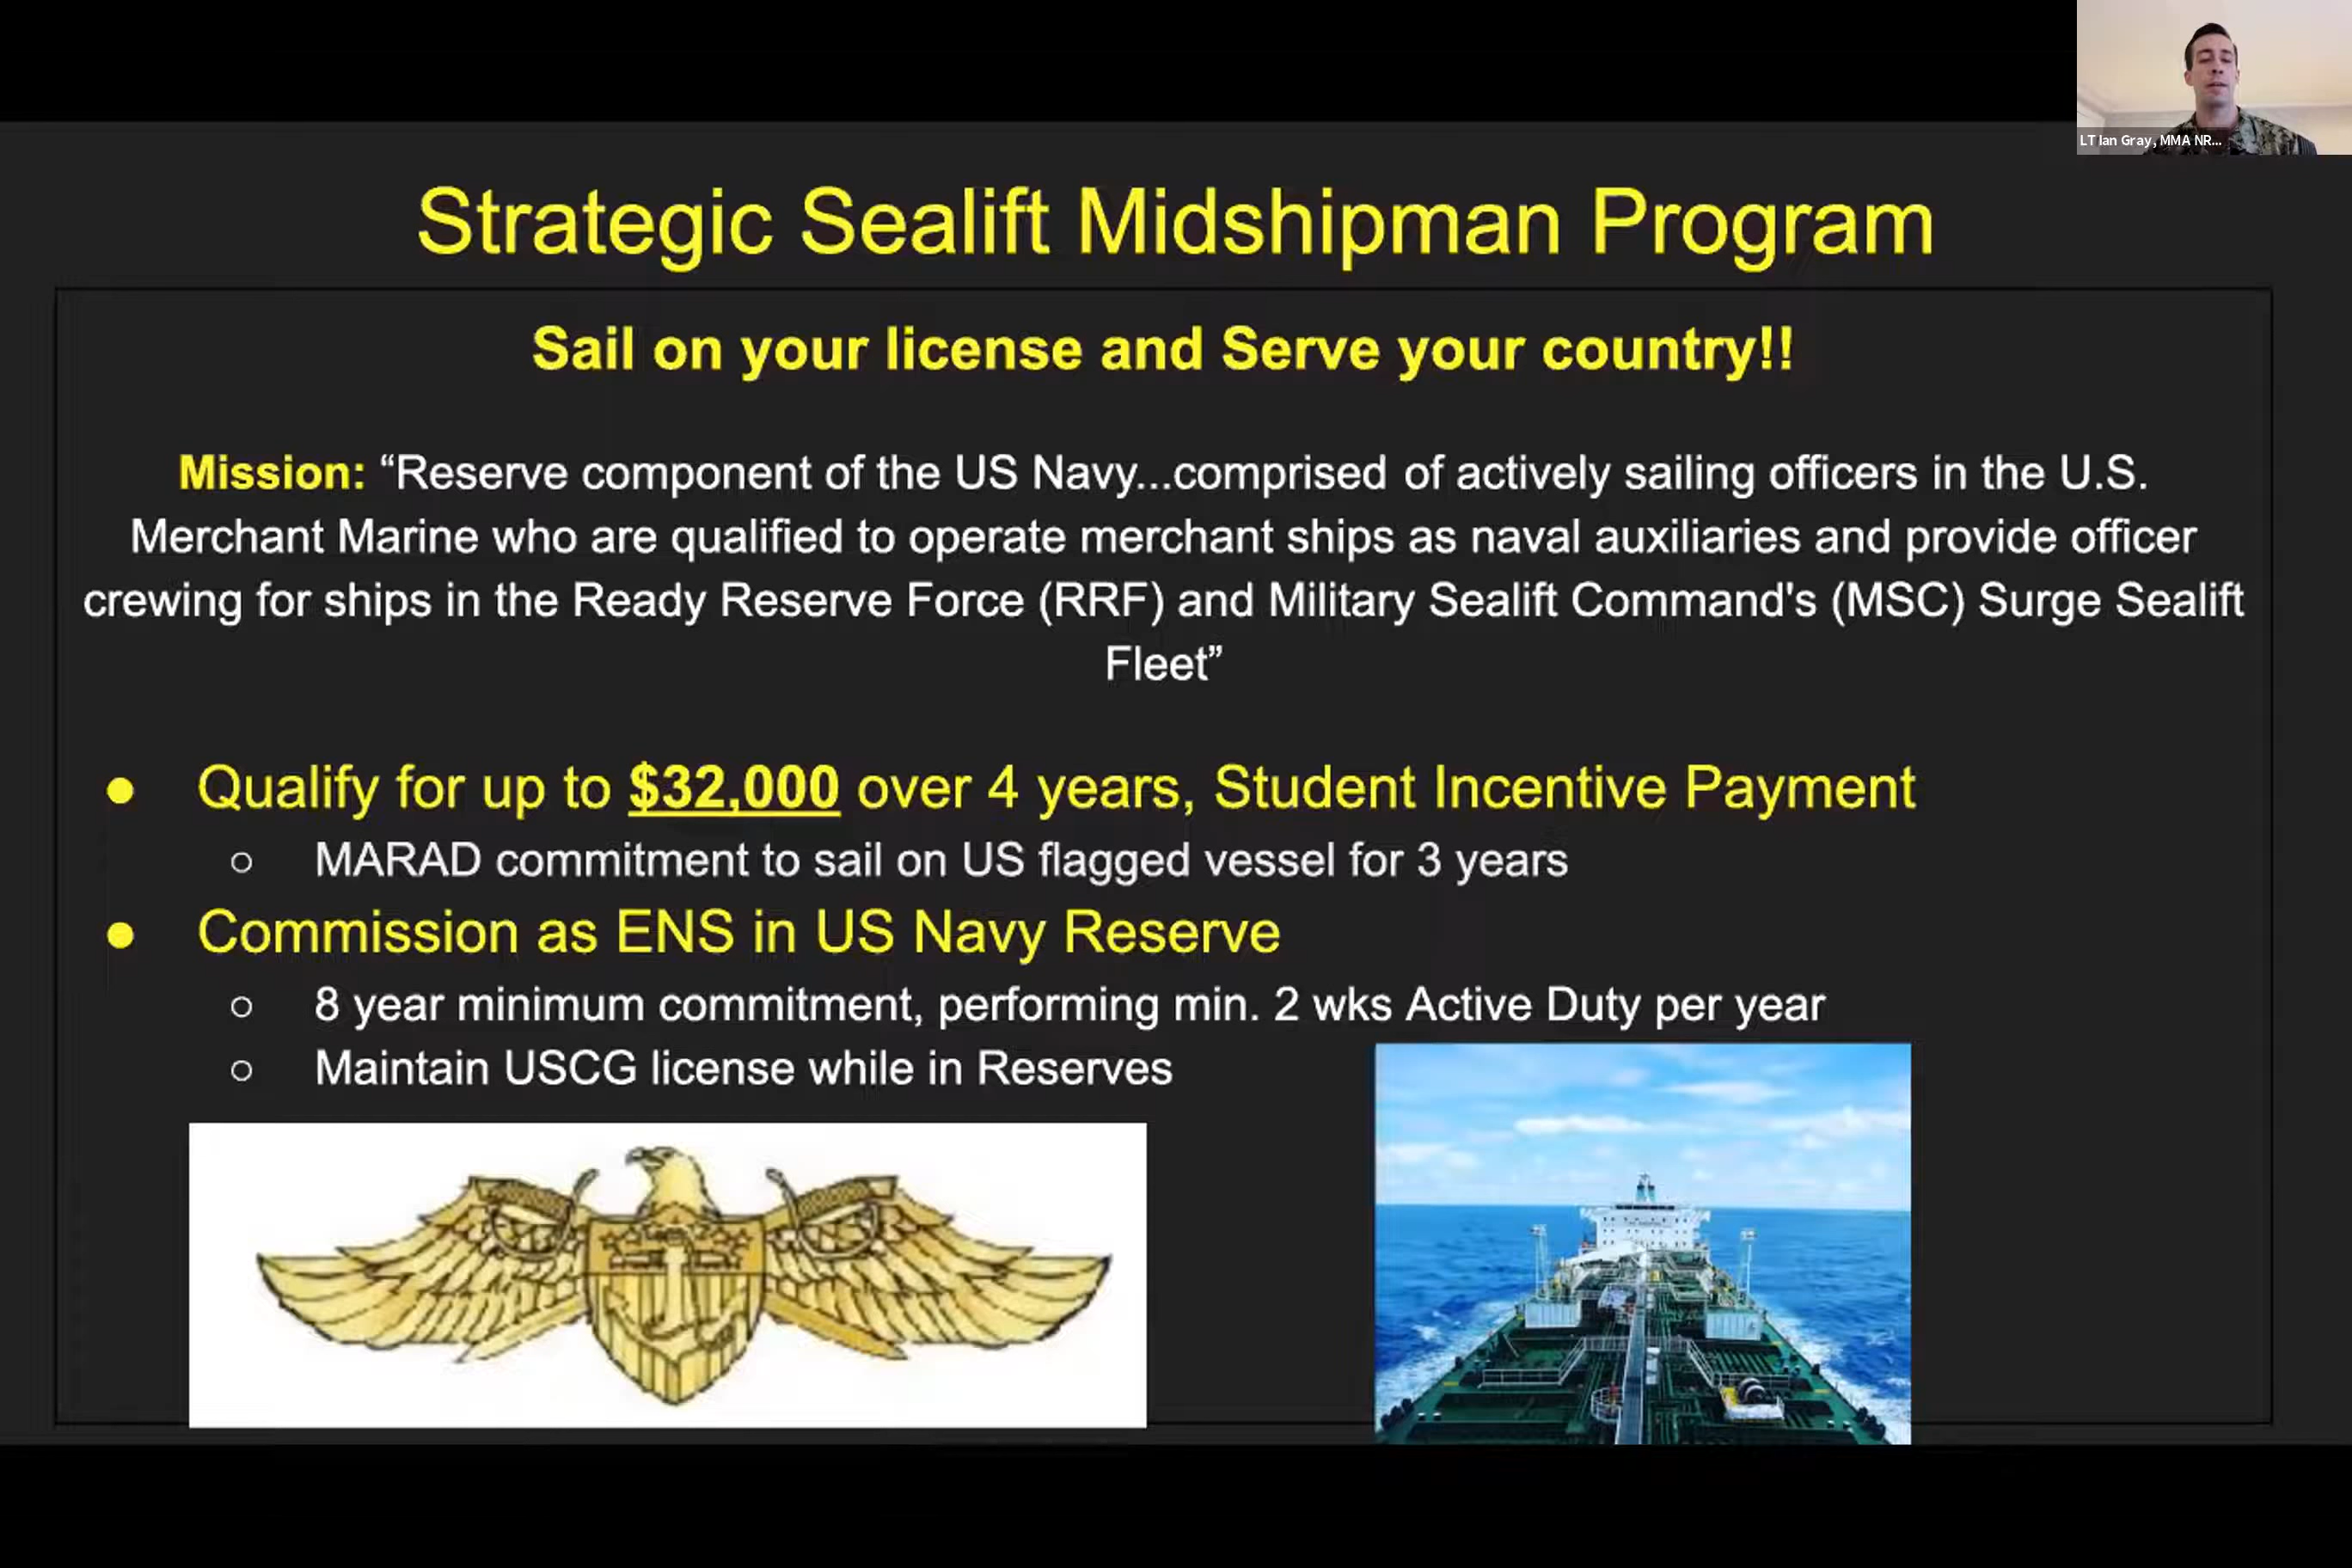 LT Ian Gray, MMA NR...
Strategic Sealift Midshipman Program
Sail on your license and Serve your country!!
Mission: “Reserve component of the US Navy...comprised of actively sailing officers in the U.S.
Merchant Marine who are qualified to operate merchant ships as naval auxiliaries and provide officer
crewing for ships in the Ready Reserve Force (RRF) and Military Sealift Command's (MSC) Surge Sealift
Fleet”
● Qualify for up to $32,000 over 4 years, Student Incentive Payment
○ MARAD commitment to sail on US flagged vessel for 3 years
● Commission as ENS in US Navy Reserve
○ 8 year minimum commitment, performing min. 2 wks Active Duty per year
○ Maintain USCG license while in Reserves